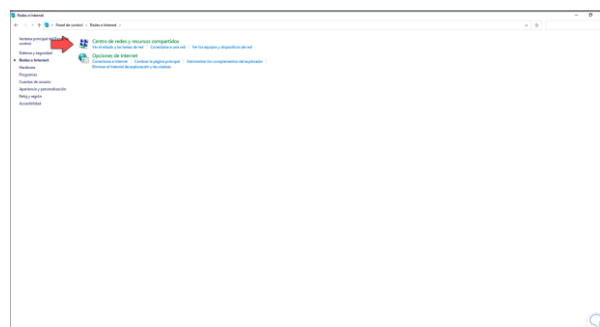 Redes e Internet
Panel de control > Redes e Internet >
Ventana principal del
control
Sistema y seguridad
Redes e Internet
Hardware
Programas
Cuentas de usuario
Apariencia y personalización
Reloj y región
Accesibilidad
Centro de redes y recursos compartidos
Ver el estado y las tareas de red
Conectarse a una red
Ver los equipos y dispositivos de red
Opciones de Internet
Conectarse a Internet
Cambiar la página principal
Administrar los complementos del explorador
Eliminar el historial de exploración y las cookies